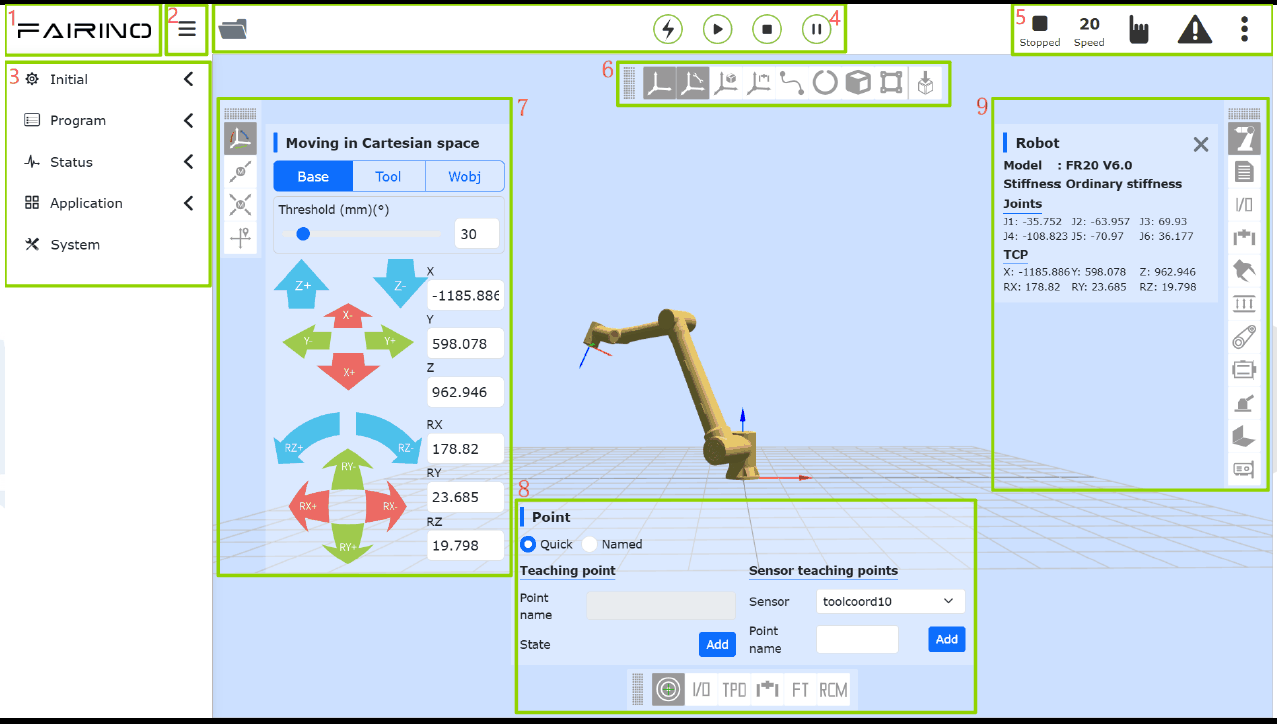 1
FAIRINO
2
4
5
Stopped
20
Speed
3
Initial
Program
Status
Application
System
6
7
Moving in Cartesian space
Base Tool Wobj
Threshold (mm)(°)
30
Z+ Z-
X- Y- Y+ X+
X
-1185.886
Y
598.078
Z
962.946
RZ+ RZ-
RY- RX+ RX- RY+
RX
178.82
RY
23.685
RZ
19.798
8
Point
Quick Named
Teaching point
Point name
State
Add
Sensor teaching points
Sensor toolcoord10
Point name
Add
I/O TPD FT RCM
9
Robot
Model : FR20 V6.0
Stiffness: Ordinary stiffness
Joints
J1: -35.752 J2: -63.957 J3: 69.93
J4: -108.823 J5: -70.97 J6: 36.177
TCP
X: -1185.886 Y: 598.078 Z: 962.946
RX: 178.82 RY: 23.685 RZ: 19.798
I/O